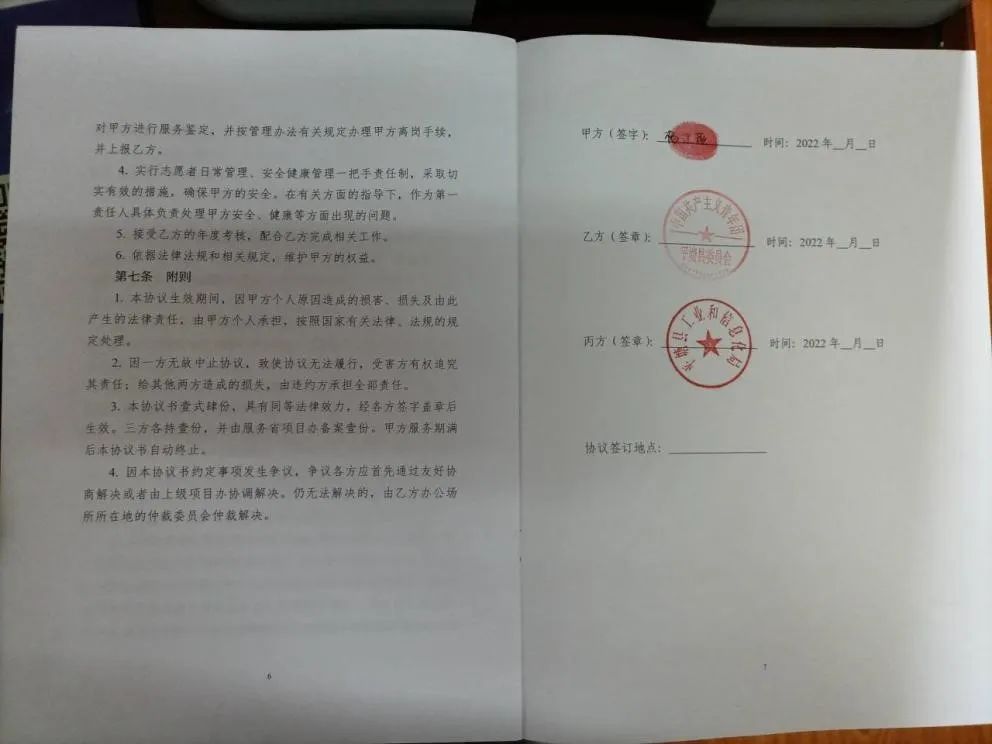 对甲方进行服务鉴定，并按管理办法有关规定办理甲方离岗手续，
并上报乙方。
4. 实行志愿者日常管理、安全健康管理一把手责任制，采取切
实有效的措施，确保甲方的安全。在有关方面的指导下，作为第一
责任人具体负责处理甲方安全、健康等方面出现的问题。
5. 接受乙方的年度考核，配合乙方完成相关工作。
6. 依据法律法规和相关规定，维护甲方的权益。
第七条 附则
1. 本协议生效期间，因甲方个人原因造成的损害、损失及由此
产生的法律责任，由甲方个人承担，按照国家有关法律、法规的规
定处理。
2. 因一方无故中止协议，致使协议无法履行，受害方有权追究
其责任；给其他两方造成的损失，由违约方承担全部责任。
3. 本协议书壹式肆份，具有同等法律效力，经各方签字盖章后
生效。三方各持壹份，并由服务省项目办备案壹份。甲方服务期满
后本协议书自动终止。
4. 因本协议书约定事项发生争议，争议各方应首先通过友好协
商解决或者由上级项目办协调解决。仍无法解决的，由乙方办公场
所所在地的仲裁委员会仲裁解决。
6
甲方（签字）： 时间：2022 年__月__日
中国共产主义青年团
乙方（签章）： 时间：2022 年__月__日
县委员会
县工业和信息化局
丙方（签章）： 时间：2022 年__月__日
协议签订地点：
7